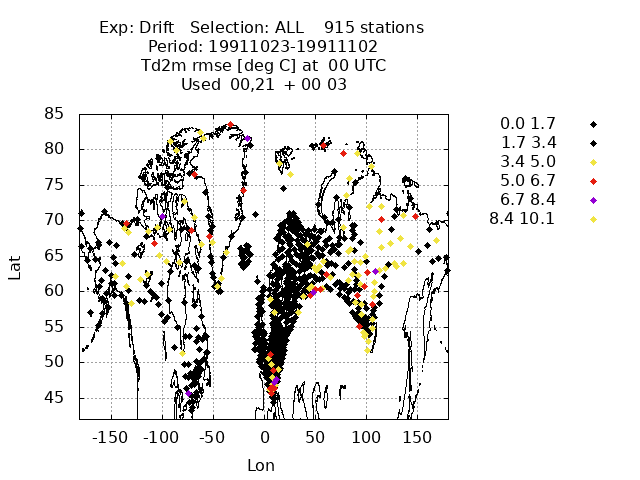 Exp: Drift   Selection: ALL    915 stations
Period: 19911023-19911102
Td2m rmse [deg C] at  00 UTC
Used  00,21  + 00 03
85
80
75
70
65
60
55
50
45
Lat
-150 -100 -50 0 50 100 150
Lon
0.0 1.7
1.7 3.4
3.4 5.0
5.0 6.7
6.7 8.4
8.4 10.1